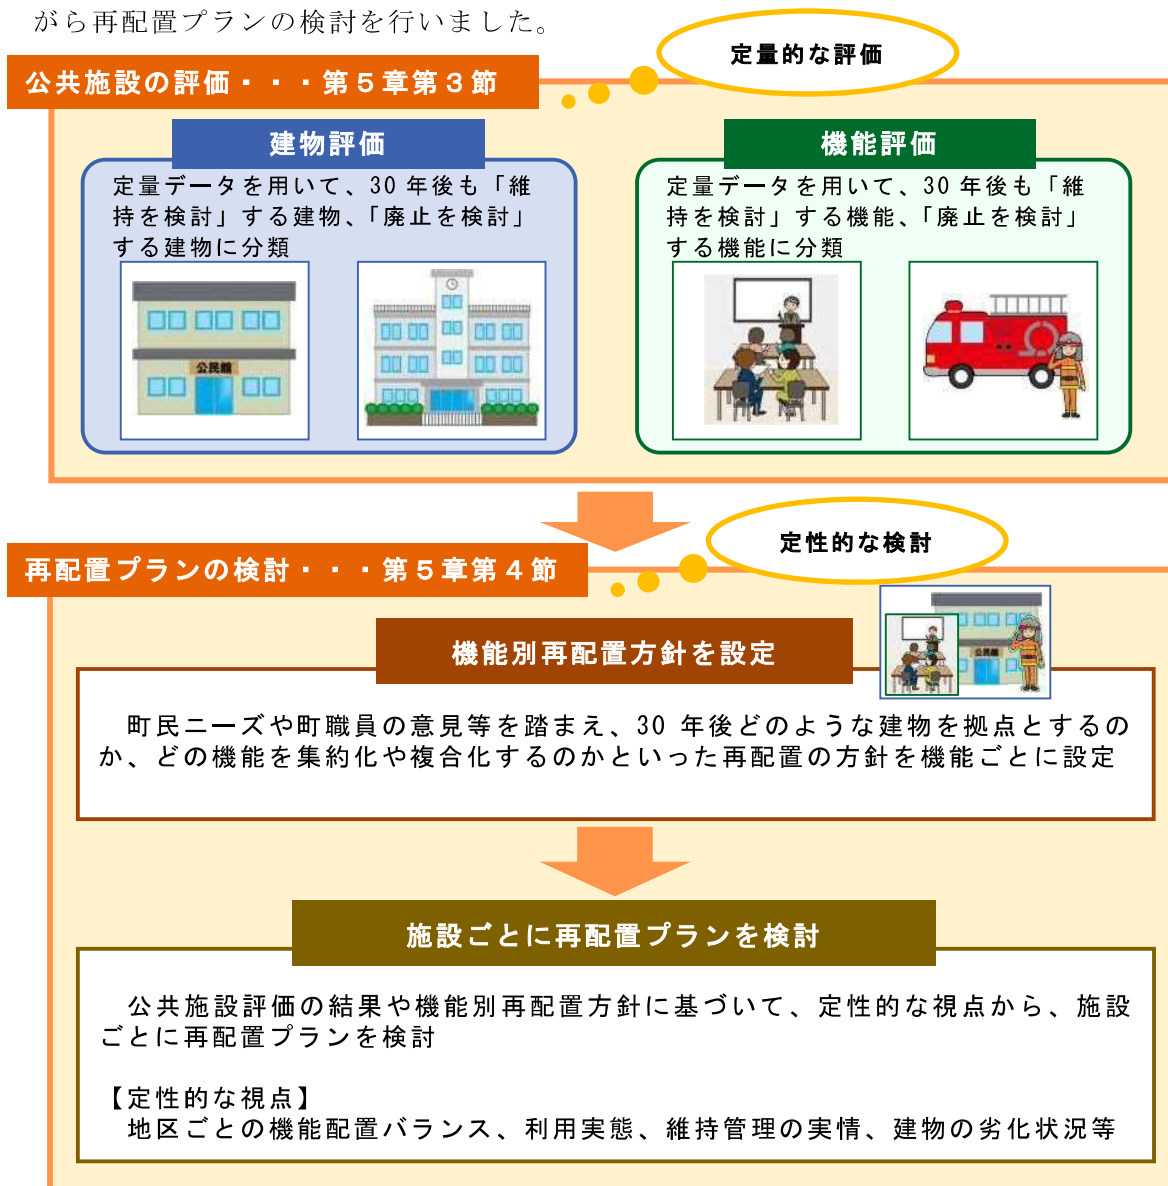 がら再配置プランの検討を行いました。
定量的な評価
公共施設の評価・・・第５章第３節
建物評価
定量データを用いて、30 年後も「維
持を検討」する建物、「廃止を検討」
する建物に分類
公民館
機能評価
定量データを用いて、30 年後も「維
持を検討」する機能、「廃止を検討」
する機能に分類
定性的な検討
再配置プランの検討・・・第５章第４節
機能別再配置方針を設定
公民館
町民ニーズや町職員の意見等を踏まえ、30 年後どのような建物を拠点とするの
か、どの機能を集約化や複合化するのかといった再配置の方針を機能ごとに設定
施設ごとに再配置プランを検討
公共施設評価の結果や機能別再配置方針に基づいて、定性的な視点から、施設
ごとに再配置プランを検討
【定性的な視点】
地区ごとの機能配置バランス、利用実態、維持管理の実情、建物の劣化状況等